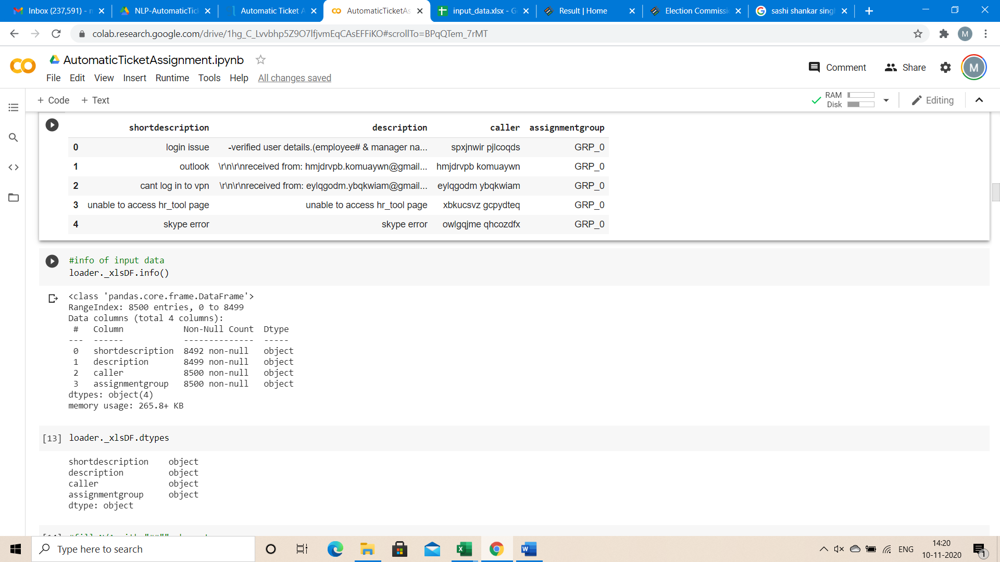 Inbox (237,591) - n
NLP-AutomaticTic
Automatic Ticket A
AutomaticTicketAs
input_data.xlsx - G
Result | Home
Election Commissi
sashi shankar sing
colab.research.google.com/drive/1hg_C_Lvvbhp5Z9O7lfjvmEqCAsEFFiKO#scrollTo=BPqQTem_7rMT
M
CO AutomaticTicketAssignment.ipynb
Comment Share M
File Edit View Insert Runtime Tools Help All changes saved
+ Code + Text
RAM
Disk
Editing
shortdescription description caller assignmentgroup
0 login issue -verified user details.(employee# & manager na... spxjnwir pjlcoqds GRP_0
1 outlook \r\n\r\nreceived from: hmjdrvpb.komuaywn@gmail... hmjdrvpb komuaywn GRP_0
2 cant log in to vpn \r\n\r\nreceived from: eylqgodm.ybqkwiam@gmail... eylqgodm ybqkwiam GRP_0
3 unable to access hr_tool page unable to access hr_tool page xbkucsvz gcpydteq GRP_0
4 skype error skype error owlgqjme qhcozdfx GRP_0
#info of input data
loader._xlsDF.info()
<class 'pandas.core.frame.DataFrame'>
RangeIndex: 8500 entries, 0 to 8499
Data columns (total 4 columns):
# Column Non-Null Count Dtype
--- ------ -------------- -----
0 shortdescription 8492 non-null object
1 description 8499 non-null object
2 caller 8500 non-null object
3 assignmentgroup 8500 non-null object
dtypes: object(4)
memory usage: 265.8+ KB
[13] loader._xlsDF.dtypes
shortdescription object
description object
caller object
assignmentgroup object
dtype: object
Type here to search
ENG
14:20
10-11-2020
1